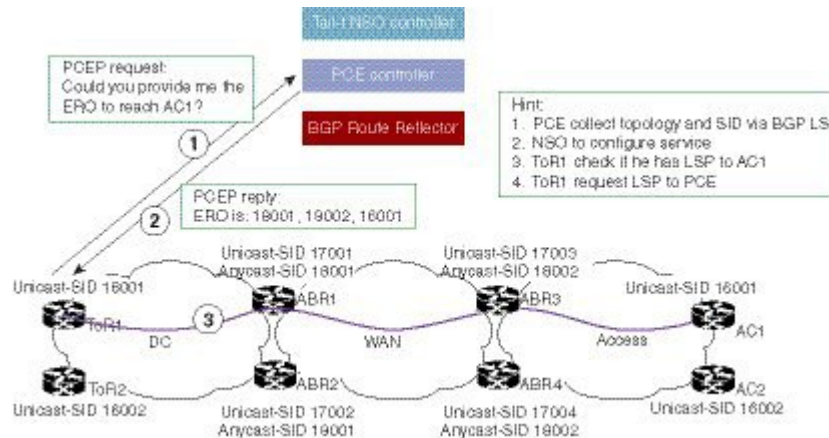 Tail-f NSO controller
PCE controller
BGP Route Reflector
PCEP request:
Could you provide me the
ERO to reach AC1?
1
Hint:
1. PCE collect topology and SID via BGP LS
2. NSO to configure service
3. ToR1 check if he has LSP to AC1
4. ToR1 request LSP to PCE
PCEP reply:
ERO is: 18001, 18002, 16001
2
Unicast-SID 17001
Anycast-SID 18001
Unicast-SID 17003
Anycast-SID 18002
Unicast-SID 16001
ABR1
ABR3
Unicast-SID 16001
ToR1
3
AC1
DC
WAN
Access
ToR2
ABR2
ABR4
AC2
Unicast-SID 16002
Unicast-SID 17002
Anycast-SID 18001
Unicast-SID 17004
Anycast-SID 18002
Unicast-SID 16002